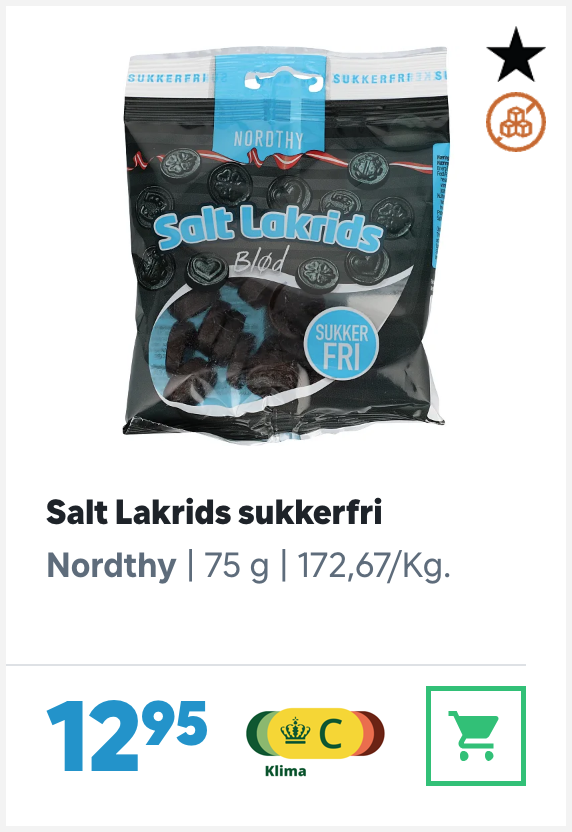 SUKKERFRI
SUKKERFRI
NORDTHY
Salt Lakrids
Blød
SUKKER
FRI
Salt Lakrids sukkerfri
Nordthy | 75 g | 172,67/Kg.
1295
C
Klima